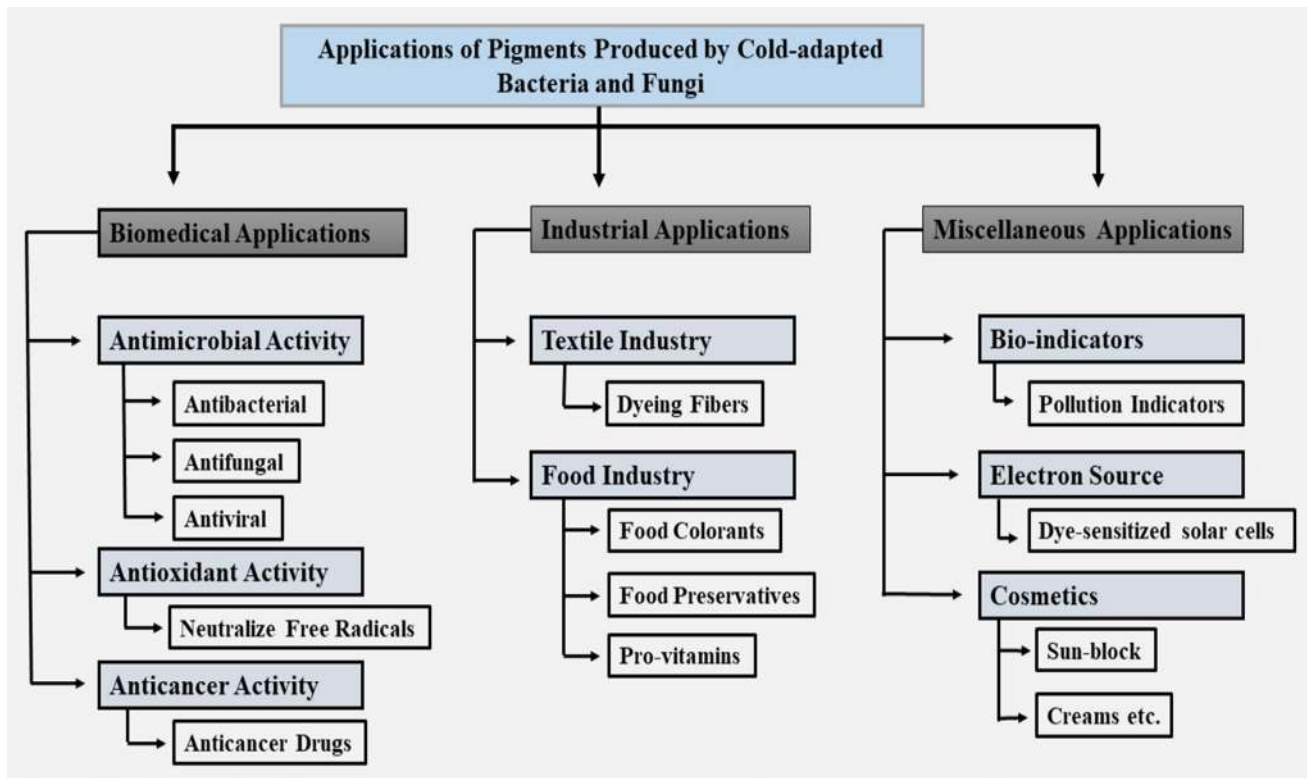 Applications of Pigments Produced by Cold-adapted
Bacteria and Fungi
Biomedical Applications
Antimicrobial Activity
Antibacterial
Antifungal
Antiviral
Antioxidant Activity
Neutralize Free Radicals
Anticancer Activity
Anticancer Drugs
Industrial Applications
Textile Industry
Dyeing Fibers
Food Industry
Food Colorants
Food Preservatives
Pro-vitamins
Miscellaneous Applications
Bio-indicators
Pollution Indicators
Electron Source
Dye-sensitized solar cells
Cosmetics
Sun-block
Creams etc.